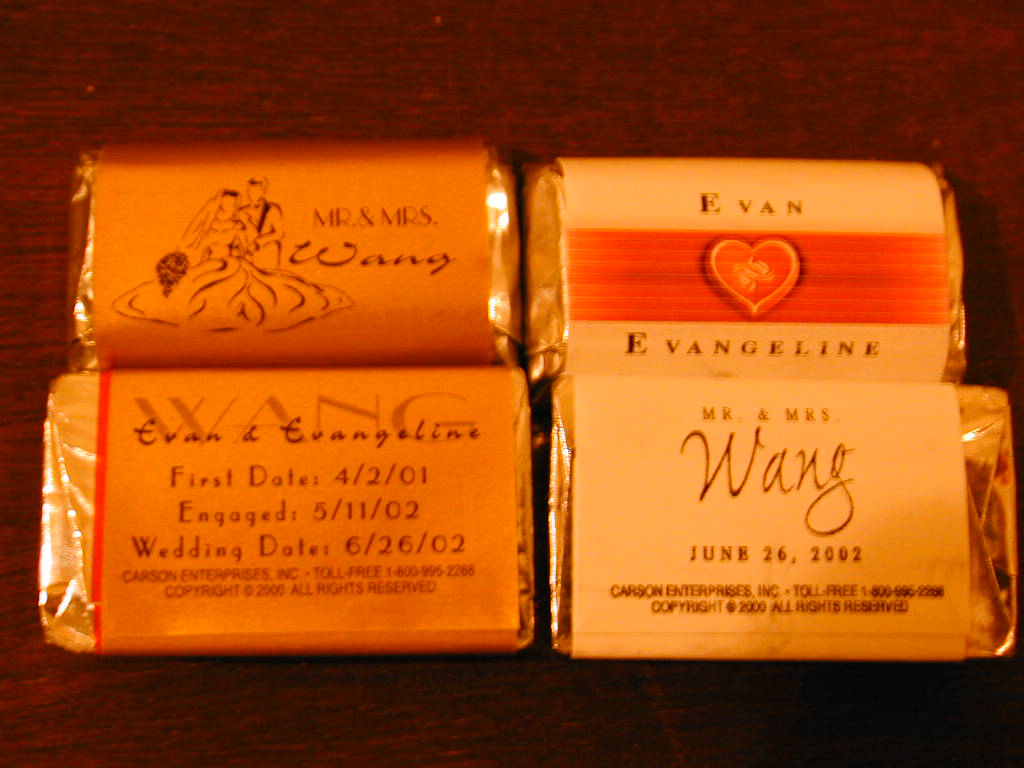 MR. & MRS.
Wang
EVAN
EVANGELINE
WANG
Evan & Evangeline
First Date: 4/2/01
Engaged: 5/11/02
Wedding Date: 6/26/02
CARSON ENTERPRISES, INC. • TOLL-FREE 1-800-995-2288
COPYRIGHT © 2000 ALL RIGHTS RESERVED
MR. & MRS.
Wang
JUNE 26, 2002
CARSON ENTERPRISES, INC. • TOLL-FREE 1-800-995-2288
COPYRIGHT © 2000 ALL RIGHTS RESERVED